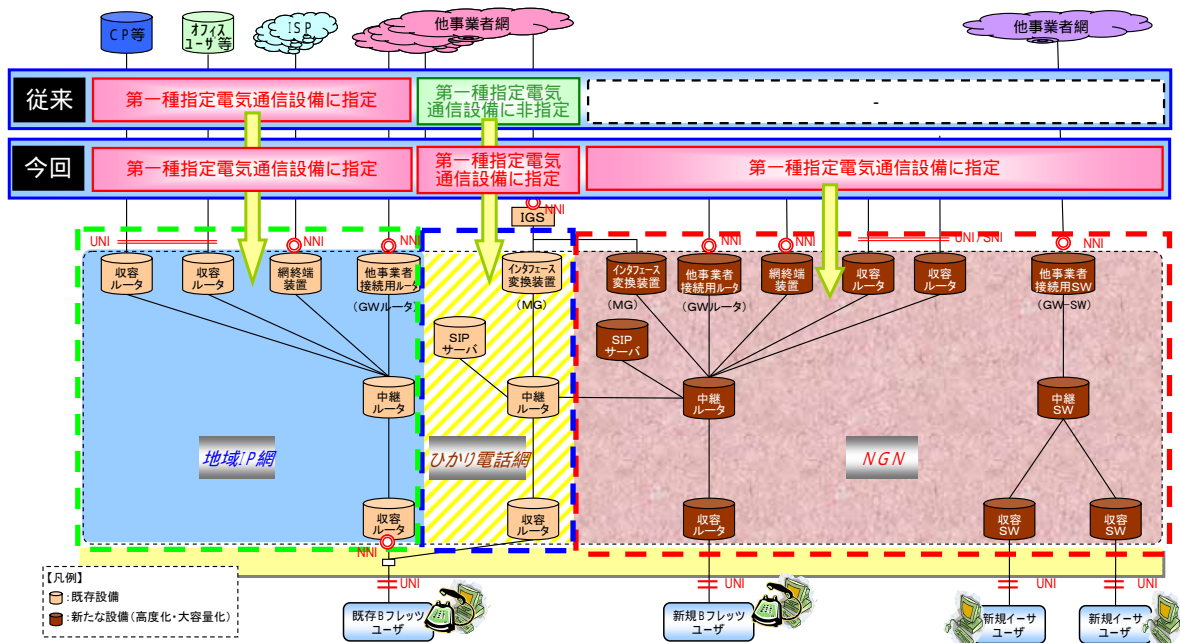 CP等
オフィス
ユーザ等
ISP
他事業者網
他事業者網
従来
第一種指定電気通信設備に指定
第一種指定電気
通信設備に非指定
-
今回
第一種指定電気通信設備に指定
第一種指定電気
通信設備に指定
第一種指定電気通信設備に指定
IGS
NNI
UNI
NNI
NNI
NNI
NNI
UNI/SNI
NNI
収容
ルータ
収容
ルータ
網終端
装置
他事業者
接続用ルータ
(GWルータ)
インタフェース
変換装置
(MG)
インタフェース
変換装置
(MG)
他事業者
接続用ルータ
(GWルータ)
網終端
装置
収容
ルータ
収容
ルータ
他事業者
接続用SW
(GW-SW)
SIP
サーバ
SIP
サーバ
中継
ルータ
中継
ルータ
中継
ルータ
中継
SW
地域IP網
ひかり電話網
NGN
収容
ルータ
収容
ルータ
収容
ルータ
収容
SW
収容
SW
NNI
【凡例】
:既存設備
:新たな設備(高度化・大容量化)
UNI
UNI
UNI
UNI
既存Bフレッツ
ユーザ
新規Bフレッツ
ユーザ
新規イーサ
ユーザ
新規イーサ
ユーザ